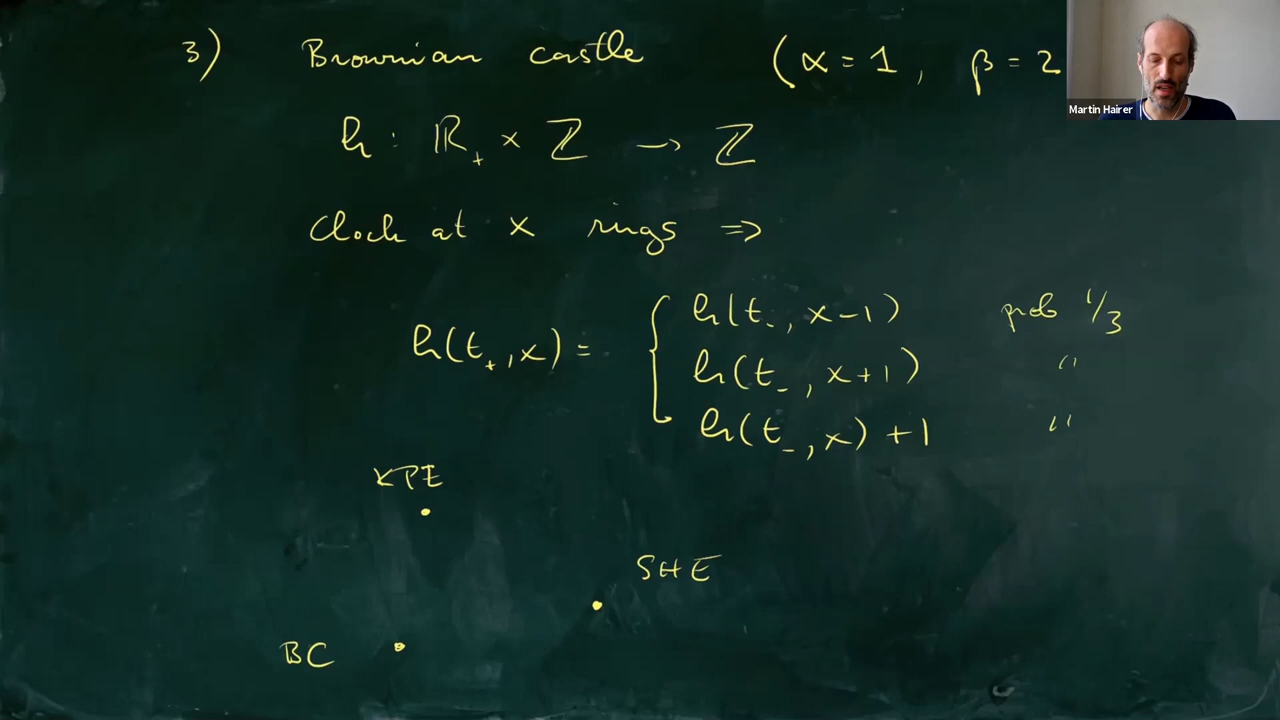 3) Brownian castle (α = 1, β = 2
Martin Hairer
h : ℝ₊ × ℤ → ℤ
Clock at x rings ⇒
h(t₊, x) = { h(t₋, x-1) prob 1/3
h(t₋, x+1) "
h(t₋, x) + 1 "
KPZ
SHE
BC